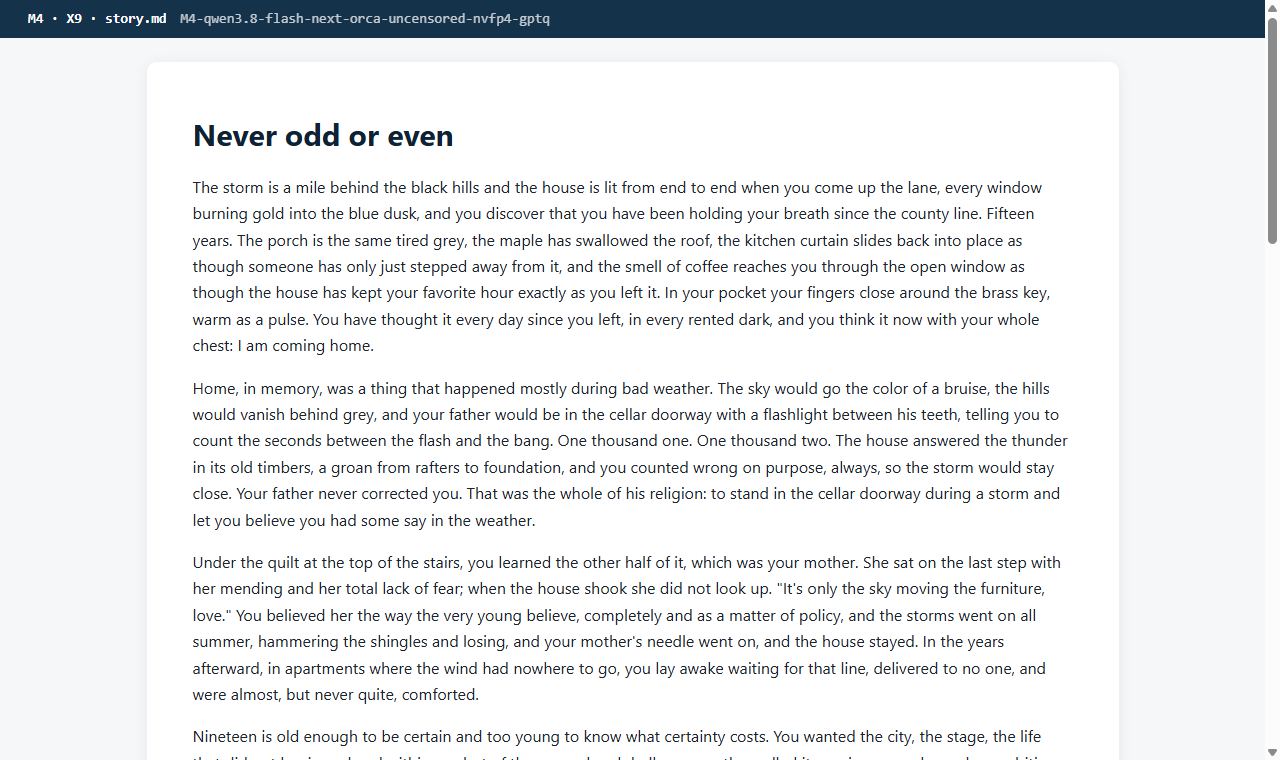 M4 · X9 · story.md M4-qwen3.8-flash-next-orca-uncensored-nvfp4-gptq
Never odd or even
The storm is a mile behind the black hills and the house is lit from end to end when you come up the lane, every window
burning gold into the blue dusk, and you discover that you have been holding your breath since the county line. Fifteen
years. The porch is the same tired grey, the maple has swallowed the roof, the kitchen curtain slides back into place as
though someone has only just stepped away from it, and the smell of coffee reaches you through the open window as
though the house has kept your favorite hour exactly as you left it. In your pocket your fingers close around the brass key,
warm as a pulse. You have thought it every day since you left, in every rented dark, and you think it now with your whole
chest: I am coming home.
Home, in memory, was a thing that happened mostly during bad weather. The sky would go the color of a bruise, the hills
would vanish behind grey, and your father would be in the cellar doorway with a flashlight between his teeth, telling you to
count the seconds between the flash and the bang. One thousand one. One thousand two. The house answered the thunder
in its old timbers, a groan from rafters to foundation, and you counted wrong on purpose, always, so the storm would stay
close. Your father never corrected you. That was the whole of his religion: to stand in the cellar doorway during a storm and
let you believe you had some say in the weather.
Under the quilt at the top of the stairs, you learned the other half of it, which was your mother. She sat on the last step with
her mending and her total lack of fear; when the house shook she did not look up. "It's only the sky moving the furniture,
love." You believed her the way the very young believe, completely and as a matter of policy, and the storms went on all
summer, hammering the shingles and losing, and your mother's needle went on, and the house stayed. In the years
afterward, in apartments where the wind had nowhere to go, you lay awake waiting for that line, delivered to no one, and
were almost, but never quite, comforted.
Nineteen is old enough to be certain and too young to know what certainty costs. You wanted the city, the stage, the life